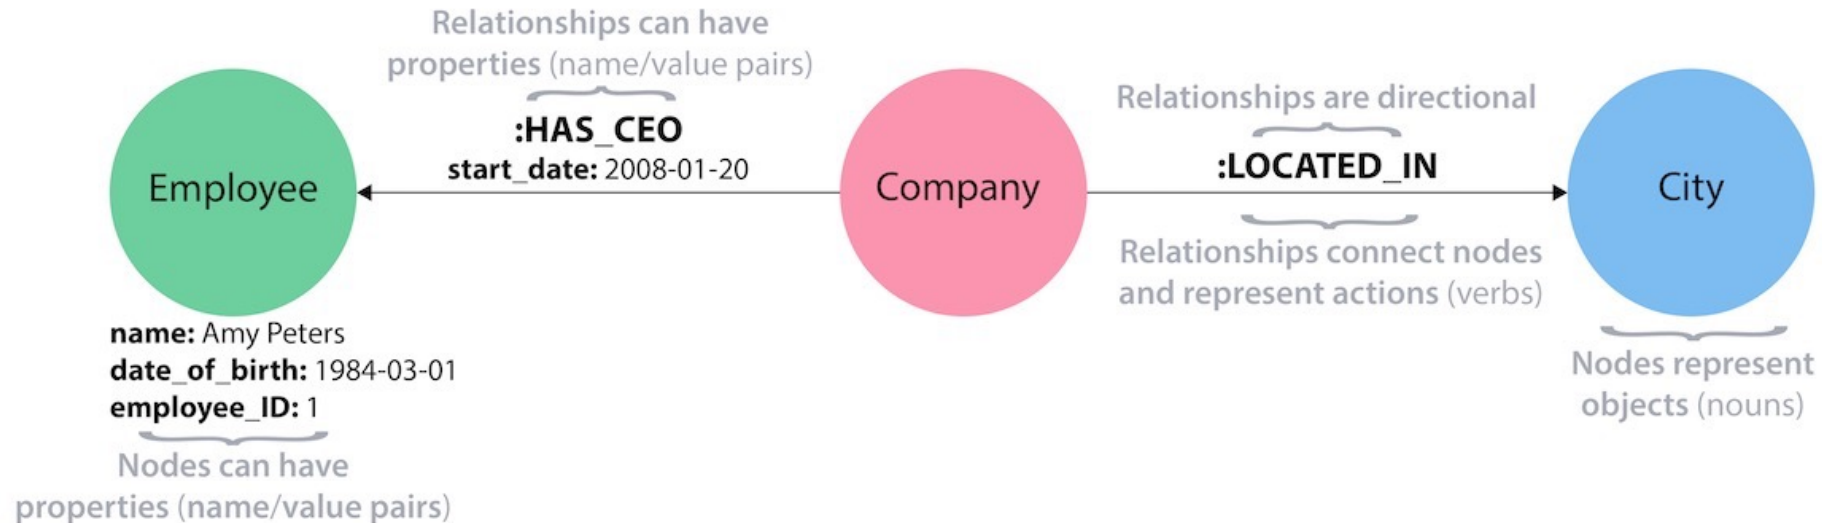 Relationships can have
properties (name/value pairs)
:HAS_CEO
start_date: 2008-01-20
Employee
Company
Relationships are directional
:LOCATED_IN
City
Relationships connect nodes
and represent actions (verbs)
name: Amy Peters
date_of_birth: 1984-03-01
employee_ID: 1
Nodes can have
properties (name/value pairs)
Nodes represent
objects (nouns)